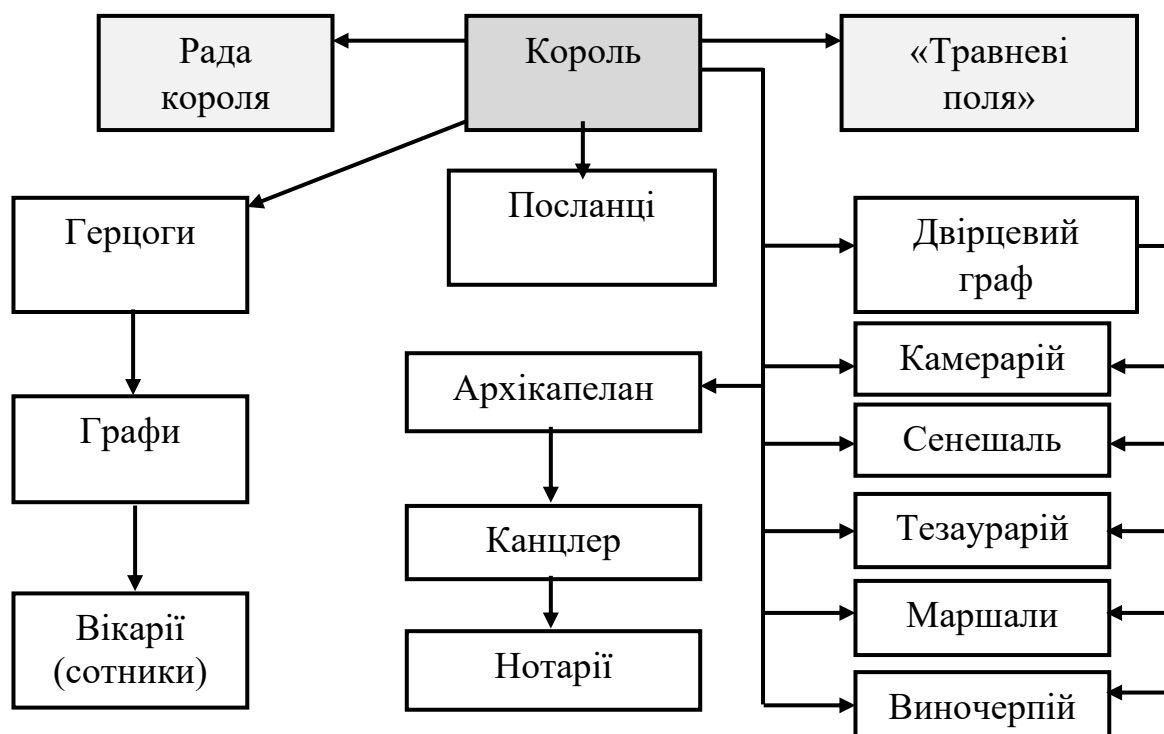 Рада
короля
Король
«Травневі
поля»
Посланці
Герцоги
Двірцевий
граф
Камерарій
Архікапелан
Графи
Сенешаль
Тезаурарій
Канцлер
Вікарії
(сотники)
Маршали
Нотарії
Виночерпій